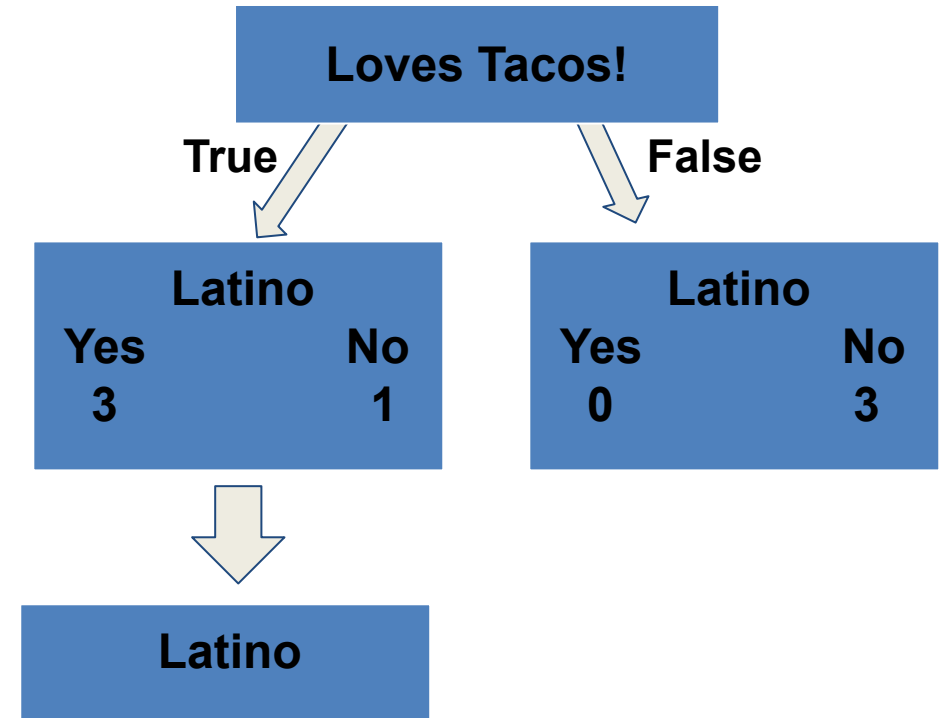 Loves Tacos!
True False
Latino Latino
Yes No Yes No
3 1 0 3
Latino